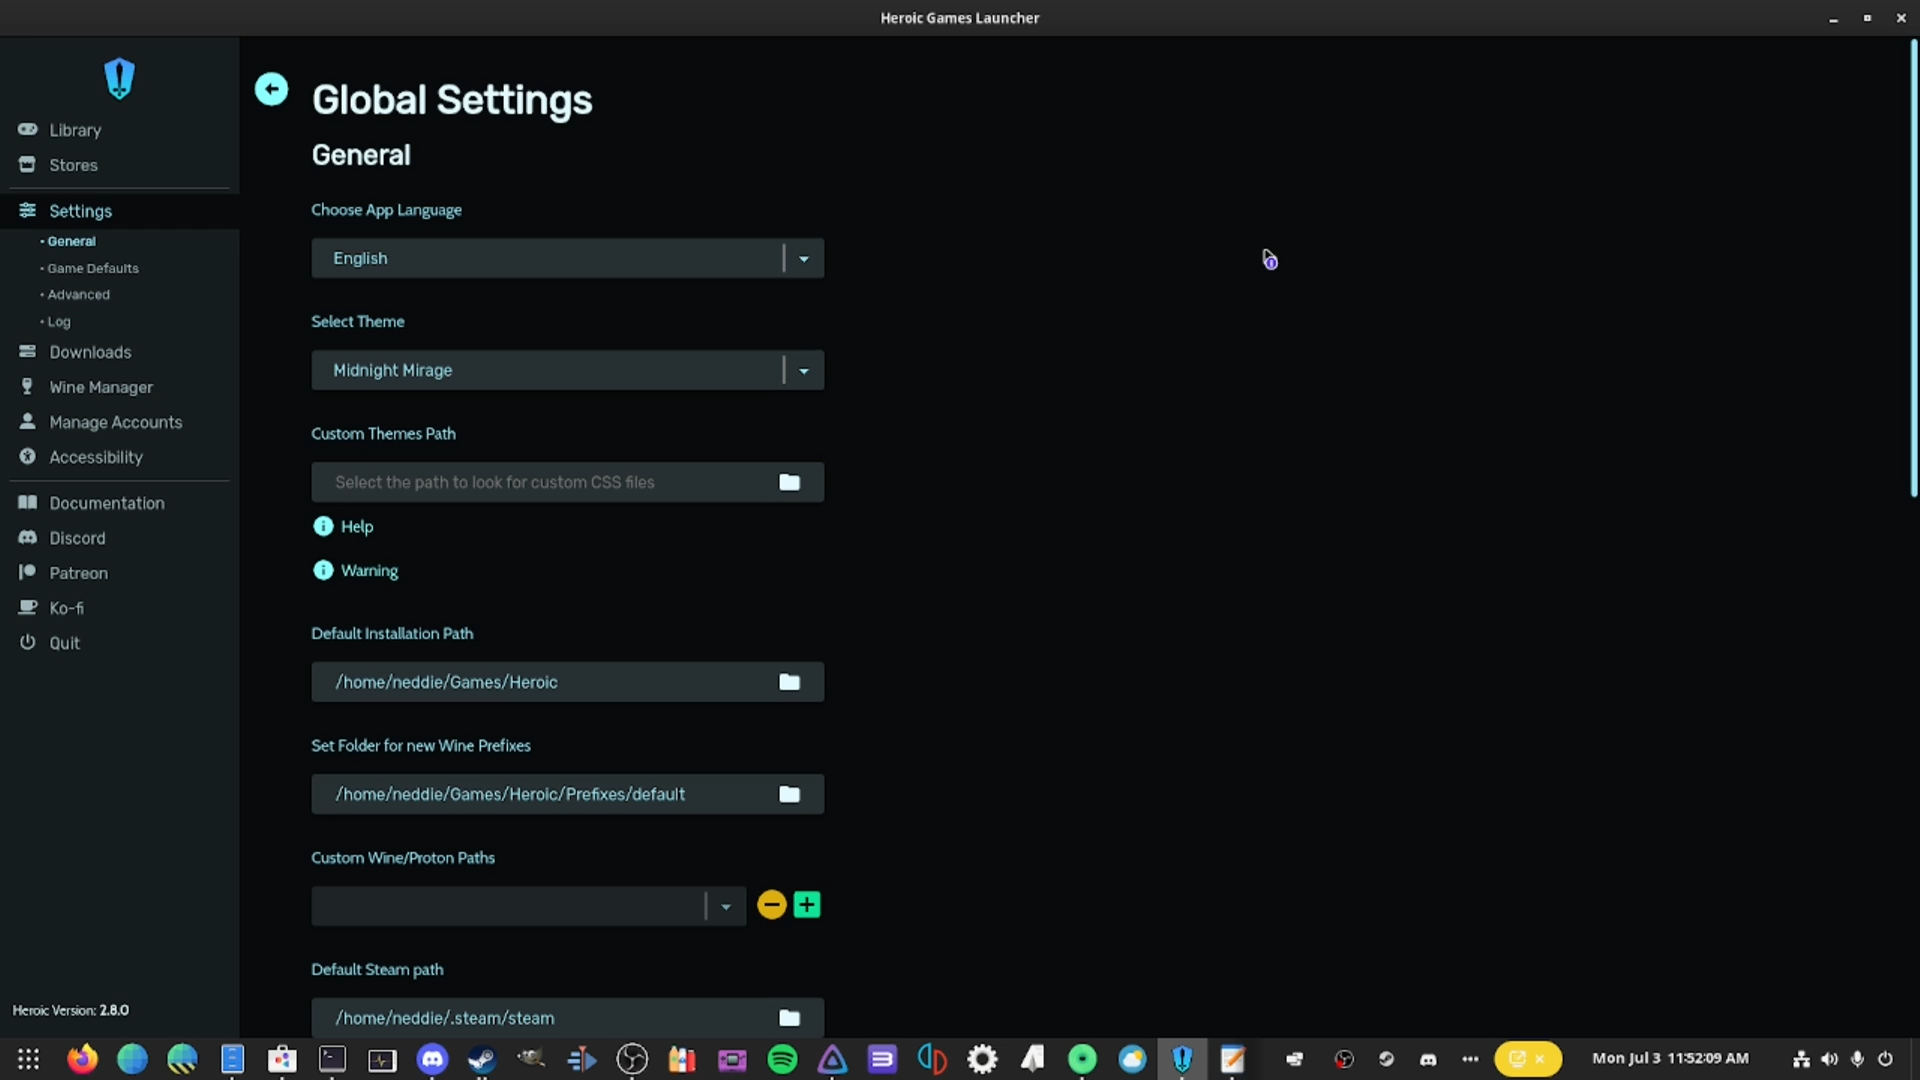 Heroic Games Launcher
Library
Stores
Settings
General
Game Defaults
Advanced
Log
Downloads
Wine Manager
Manage Accounts
Accessibility
Documentation
Discord
Patreon
Ko-fi
Quit
Heroic Version: 2.8.0
Global Settings
General
Choose App Language
English
Select Theme
Midnight Mirage
Custom Themes Path
Select the path to look for custom CSS files
Help
Warning
Default Installation Path
/home/neddie/Games/Heroic
Set Folder for new Wine Prefixes
/home/neddie/Games/Heroic/Prefixes/default
Custom Wine/Proton Paths
Default Steam path
/home/neddie/.steam/steam
Mon Jul 3 11:52:09 AM